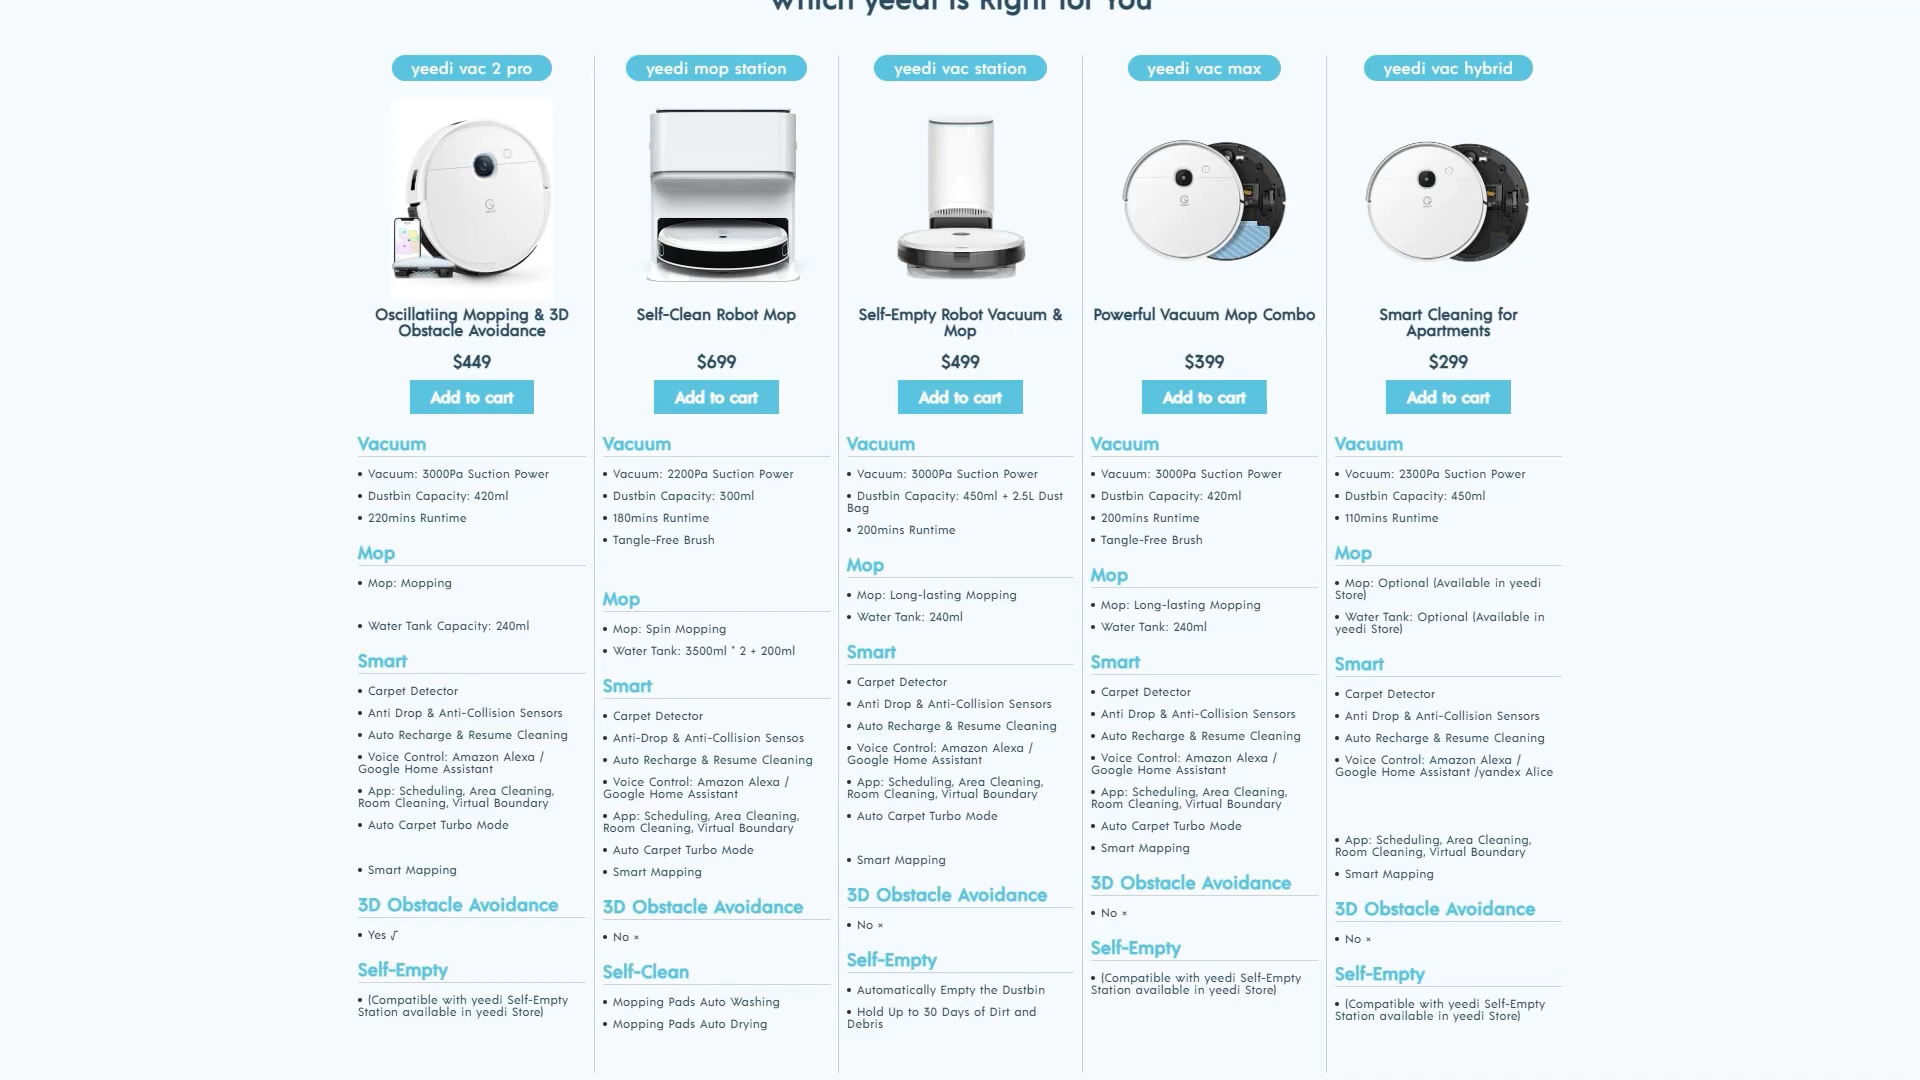 Which yeedi is Right for You
yeedi vac 2 pro
Oscillatiing Mopping & 3D
Obstacle Avoidance
$449
Add to cart
Vacuum
• Vacuum: 3000Pa Suction Power
• Dustbin Capacity: 420ml
• 220mins Runtime
Mop
• Mop: Mopping
• Water Tank Capacity: 240ml
Smart
• Carpet Detector
• Anti Drop & Anti-Collision Sensors
• Auto Recharge & Resume Cleaning
• Voice Control: Amazon Alexa /
Google Home Assistant
• App: Scheduling, Area Cleaning,
Room Cleaning, Virtual Boundary
• Auto Carpet Turbo Mode
• Smart Mapping
3D Obstacle Avoidance
• Yes √
Self-Empty
• (Compatible with yeedi Self-Empty
Station available in yeedi Store)
yeedi mop station
Self-Clean Robot Mop
$699
Add to cart
Vacuum
• Vacuum: 2200Pa Suction Power
• Dustbin Capacity: 300ml
• 180mins Runtime
• Tangle-Free Brush
Mop
• Mop: Spin Mopping
• Water Tank: 3500ml * 2 + 200ml
Smart
• Carpet Detector
• Anti-Drop & Anti-Collision Sensos
• Auto Recharge & Resume Cleaning
• Voice Control: Amazon Alexa /
Google Home Assistant
• App: Scheduling, Area Cleaning,
Room Cleaning, Virtual Boundary
• Auto Carpet Turbo Mode
• Smart Mapping
3D Obstacle Avoidance
• No ×
Self-Clean
• Mopping Pads Auto Washing
• Mopping Pads Auto Drying
yeedi vac station
Self-Empty Robot Vacuum &
Mop
$499
Add to cart
Vacuum
• Vacuum: 3000Pa Suction Power
• Dustbin Capacity: 450ml + 2.5L Dust
Bag
• 200mins Runtime
Mop
• Mop: Long-lasting Mopping
• Water Tank: 240ml
Smart
• Carpet Detector
• Anti Drop & Anti-Collision Sensors
• Auto Recharge & Resume Cleaning
• Voice Control: Amazon Alexa /
Google Home Assistant
• App: Scheduling, Area Cleaning,
Room Cleaning, Virtual Boundary
• Auto Carpet Turbo Mode
• Smart Mapping
3D Obstacle Avoidance
• No ×
Self-Empty
• Automatically Empty the Dustbin
• Hold Up to 30 Days of Dirt and
Debris
yeedi vac max
Powerful Vacuum Mop Combo
$399
Add to cart
Vacuum
• Vacuum: 3000Pa Suction Power
• Dustbin Capacity: 420ml
• 200mins Runtime
• Tangle-Free Brush
Mop
• Mop: Long-lasting Mopping
• Water Tank: 240ml
Smart
• Carpet Detector
• Anti Drop & Anti-Collision Sensors
• Auto Recharge & Resume Cleaning
• Voice Control: Amazon Alexa /
Google Home Assistant
• App: Scheduling, Area Cleaning,
Room Cleaning, Virtual Boundary
• Auto Carpet Turbo Mode
• Smart Mapping
3D Obstacle Avoidance
• No ×
Self-Empty
• (Compatible with yeedi Self-Empty
Station available in yeedi Store)
yeedi vac hybrid
Smart Cleaning for
Apartments
$299
Add to cart
Vacuum
• Vocuum: 2300Pa Suction Power
• Dustbin Capacity: 450ml
• 110mins Runtime
Mop
• Mop: Optional (Available in yeedi
Store)
• Water Tank: Optional (Available in
yeedi Store)
Smart
• Carpet Detector
• Anti Drop & Anti-Collision Sensors
• Auto Recharge & Resume Cleaning
• Voice Control: Amazon Alexa /
Google Home Assistant /yandex Alice
• App: Scheduling, Area Cleaning,
Room Cleaning, Virtual Boundary
• Smart Mapping
3D Obstacle Avoidance
• No ×
Self-Empty
• (Compatible with yeedi Self-Empty
Station available in yeedi Store)